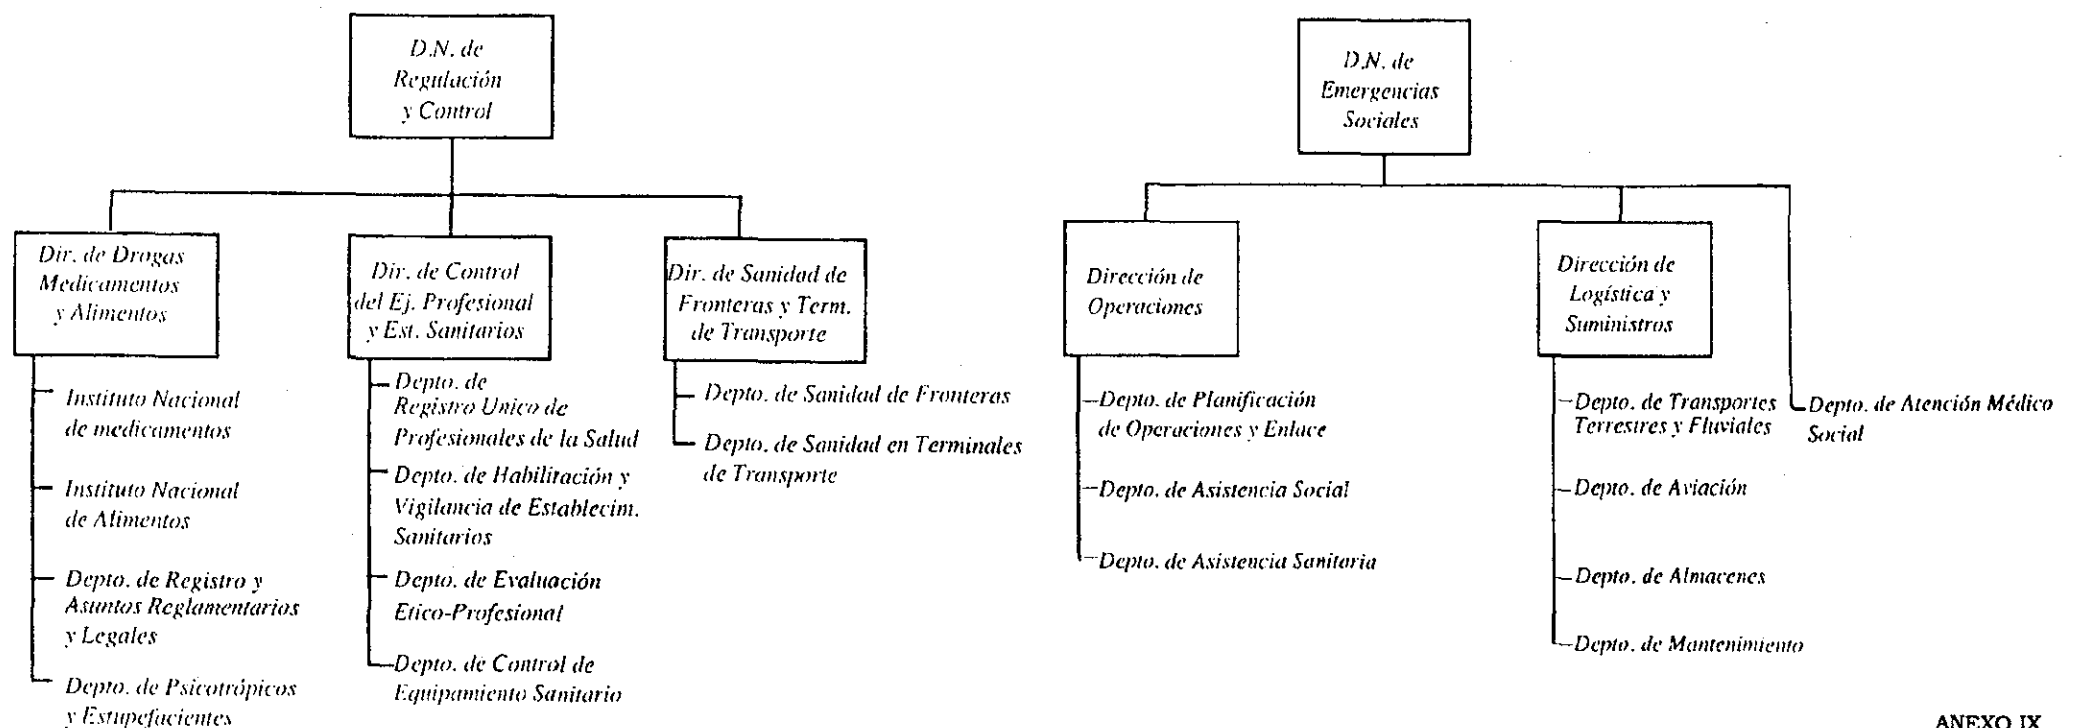 D.N. de
Regulación
y Control
Dir. de Drogas
Medicamentos
y Alimentos
Instituto Nacional
de medicamentos
Instituto Nacional
de Alimentos
Depto. de Registro y
Asuntos Reglamentarios
y Legales
Depto. de Psicotrópicos
y Estupefacientes
Dir. de Control
del Ej. Profesional
y Est. Sanitarios
Depto. de
Registro Unico de
Profesionales de la Salud
Depto. de Habilitación y
Vigilancia de Establecim.
Sanitarios
Depto. de Evaluación
Etico-Profesional
Depto. de Control de
Equipamiento Sanitario
Dir. de Sanidad de
Fronteras y Term.
de Transporte
Depto. de Sanidad de Fronteras
Depto. de Sanidad en Terminales
de Transporte
D.N. de
Emergencias
Sociales
Dirección de
Operaciones
Depto. de Planificación
de Operaciones y Enlace
Depto. de Asistencia Social
Depto. de Asistencia Sanitaria
Dirección de
Logística y
Suministros
Depto. de Transportes
Terrestres y Fluviales
Depto. de Aviación
Depto. de Almacenes
Depto. de Mantenimiento
Depto. de Atención Médico
Social
ANEXO IX